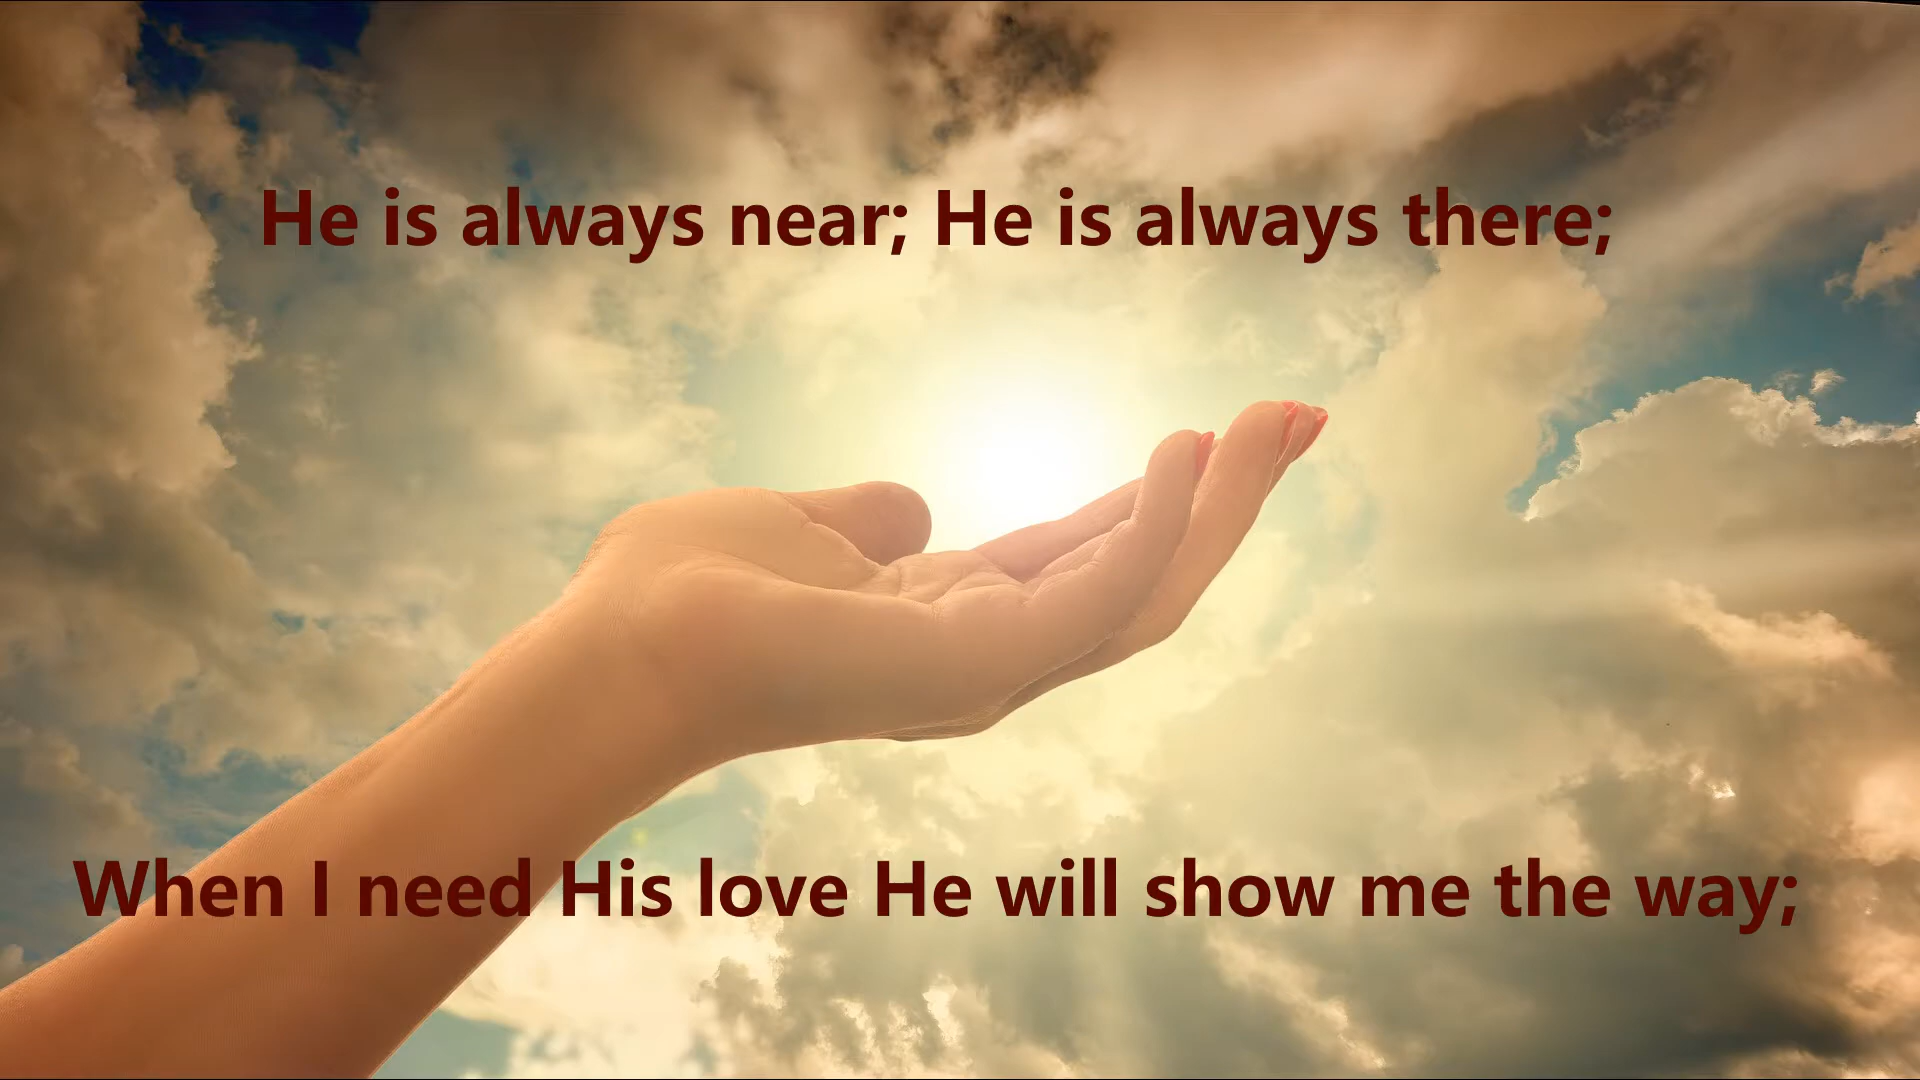 He is always near; He is always there;
When I need His love He will show me the way;